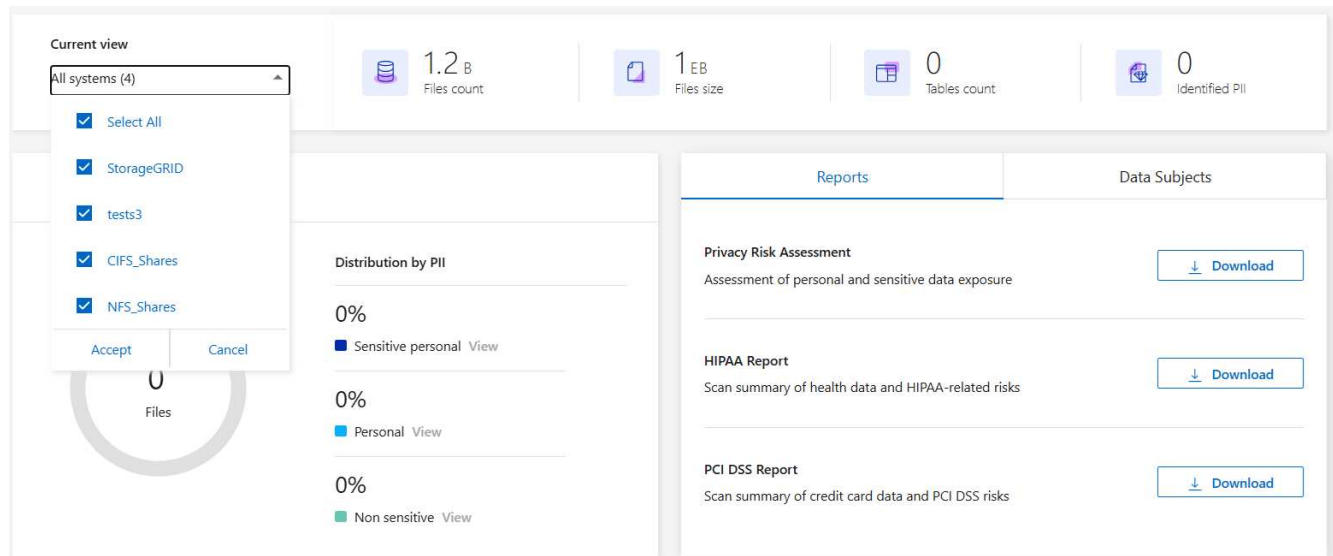 Current view
All systems (4)
Select All
StorageGRID
tests3
CIFS_Shares
NFS_Shares
Accept Cancel
1.2 B
Files count
1 EB
Files size
0
Tables count
0
Identified PII
0
Files
Distribution by PII
0%
Sensitive personal View
0%
Personal View
0%
Non sensitive View
Reports Data Subjects
Privacy Risk Assessment
Assessment of personal and sensitive data exposure
Download
HIPAA Report
Scan summary of health data and HIPAA-related risks
Download
PCI DSS Report
Scan summary of credit card data and PCI DSS risks
Download